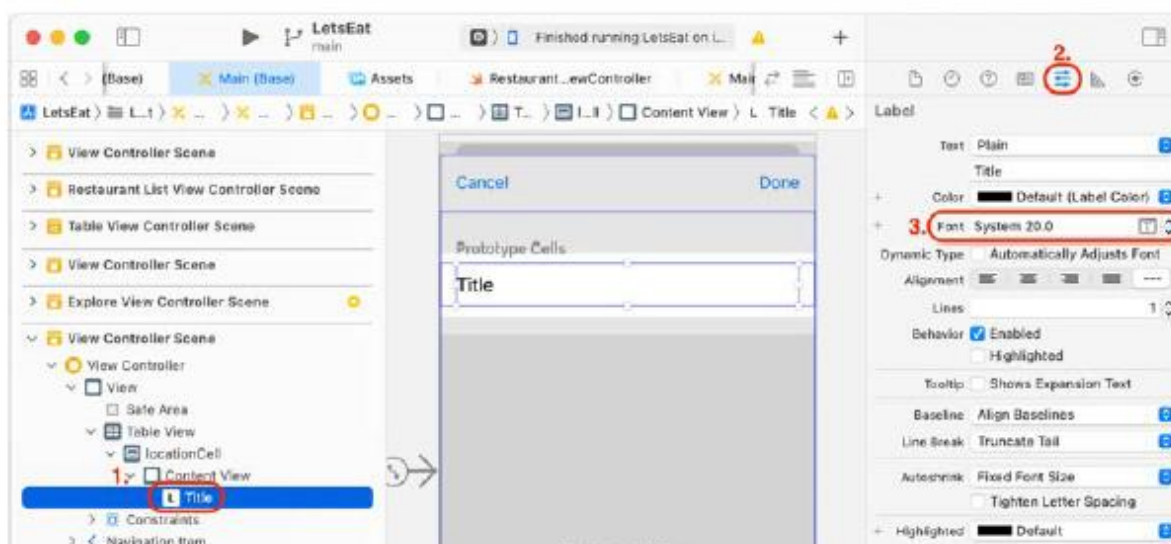 LetsEat
main
Finished running LetsEat on i...
2.
(Base)
Main (Base)
Assets
Restaurant...ewController
Mai
LetsEat
L...t
T...
l...ll
Content View
L Title
Label
View Controller Scene
Restaurant List View Controller Scene
Table View Controller Scene
View Controller Scene
Explore View Controller Scene
View Controller Scene
View Controller
View
Safe Area
Table View
locationCell
1.
Content View
L Title
Constraints
Navigation Item
Cancel
Done
Prototype Cells
Title
Text Plain
Title
Color Default (Label Color)
3. Font System 20.0
Dynamic Type Automatically Adjusts Font
Alignment
Lines 1
Behavior Enabled
Highlighted
Tooltip Shows Expansion Text
Baseline Align Baselines
Line Break Truncate Tail
Autoshrink Fixed Font Size
Tighten Letter Spacing
Highlighted Default